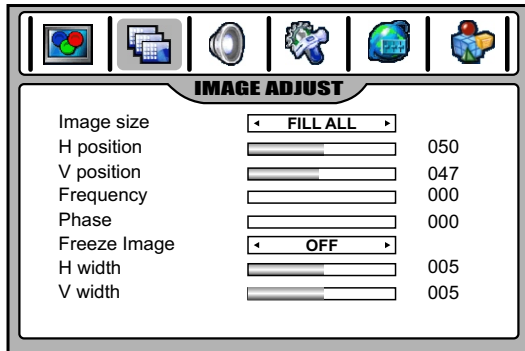 IMAGE ADJUST
Image size FILL ALL
H position 050
V position 047
Frequency 000
Phase 000
Freeze Image OFF
H width 005
V width 005